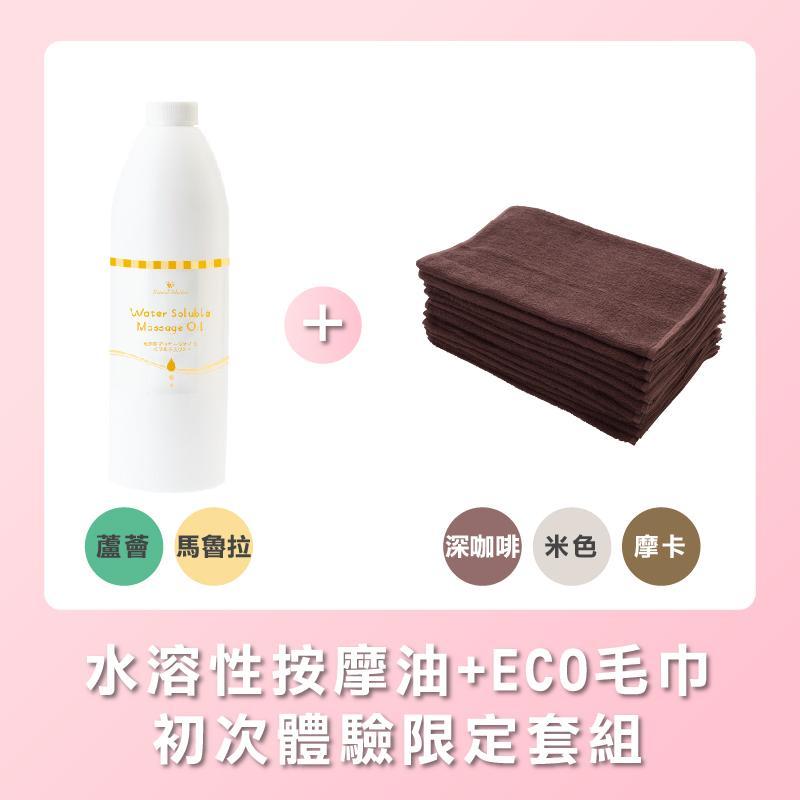 Water Soluble
Massage Oil
+
蘆薈
馬魯拉
深咖啡
米色
摩卡
水溶性按摩油+ECO毛巾
初次體驗限定套組